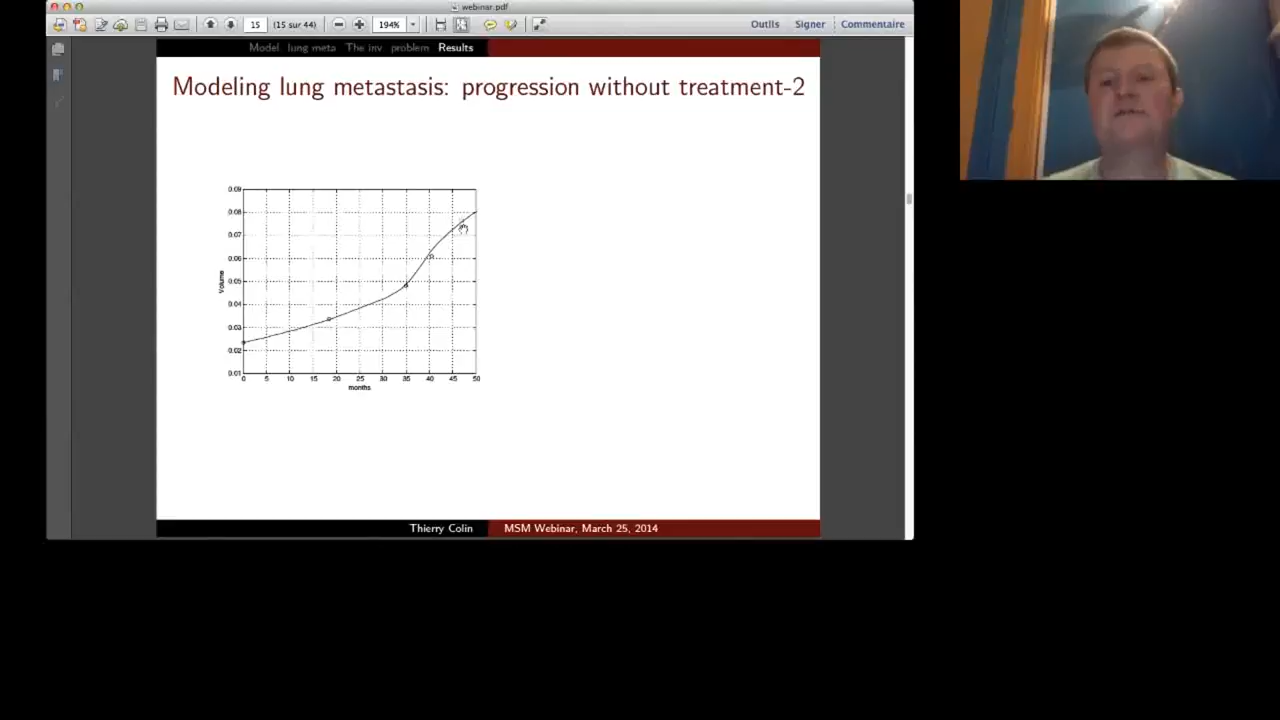 webinar.pdf
15 (15 sur 44) 194% Outils Signer Commentaire
Model lung meta The inv problem Results
Modeling lung metastasis: progression without treatment-2
0.09
0.08
0.07
0.06
0.05
0.04
0.03
0.02
0.01
Volume
0 5 10 15 20 25 30 35 40 45 50
months
Thierry Colin MSM Webinar, March 25, 2014